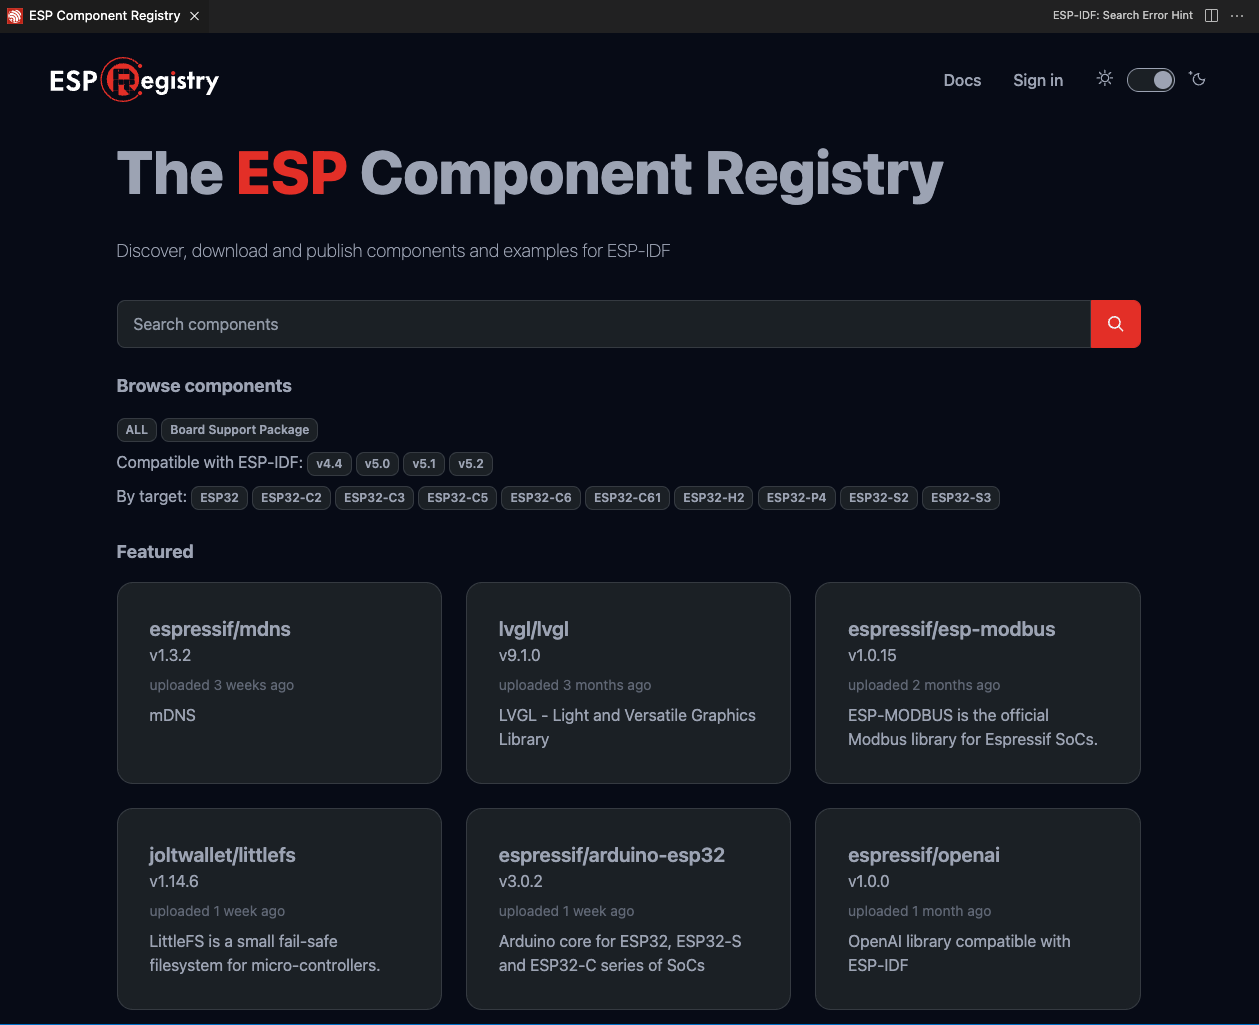 ESP Component Registry
ESP-IDF: Search Error Hint
ESP Registry
Docs
Sign in
The ESP Component Registry
Discover, download and publish components and examples for ESP-IDF
Search components
Browse components
ALL Board Support Package
Compatible with ESP-IDF: v4.4 v5.0 v5.1 v5.2
By target: ESP32 ESP32-C2 ESP32-C3 ESP32-C5 ESP32-C6 ESP32-C61 ESP32-H2 ESP32-P4 ESP32-S2 ESP32-S3
Featured
espressif/mdns
v1.3.2
uploaded 3 weeks ago
mDNS
lvgl/lvgl
v9.1.0
uploaded 3 months ago
LVGL - Light and Versatile Graphics
Library
espressif/esp-modbus
v1.0.15
uploaded 2 months ago
ESP-MODBUS is the official
Modbus library for Espressif SoCs.
joltwallet/littlefs
v1.14.6
uploaded 1 week ago
LittleFS is a small fail-safe
filesystem for micro-controllers.
espressif/arduino-esp32
v3.0.2
uploaded 1 week ago
Arduino core for ESP32, ESP32-S
and ESP32-C series of SoCs
espressif/openai
v1.0.0
uploaded 1 month ago
OpenAI library compatible with
ESP-IDF